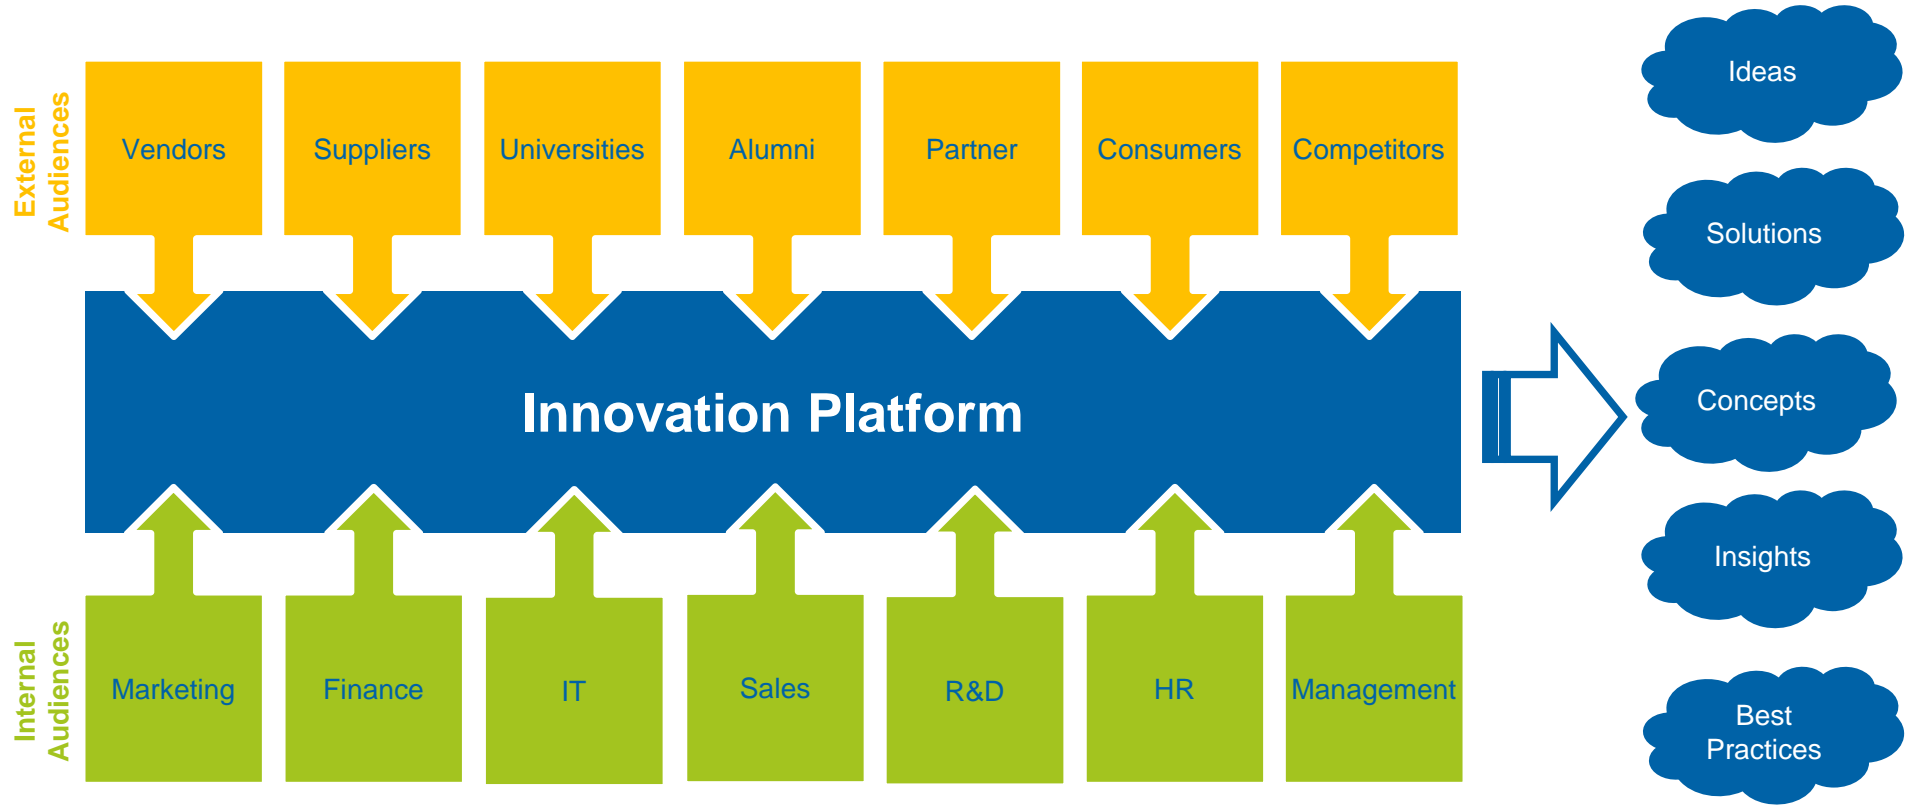 External
Audiences
Vendors
Suppliers
Universities
Alumni
Partner
Consumers
Competitors
Innovation Platform
Internal
Audiences
Marketing
Finance
IT
Sales
R&D
HR
Management
Ideas
Solutions
Concepts
Insights
Best
Practices